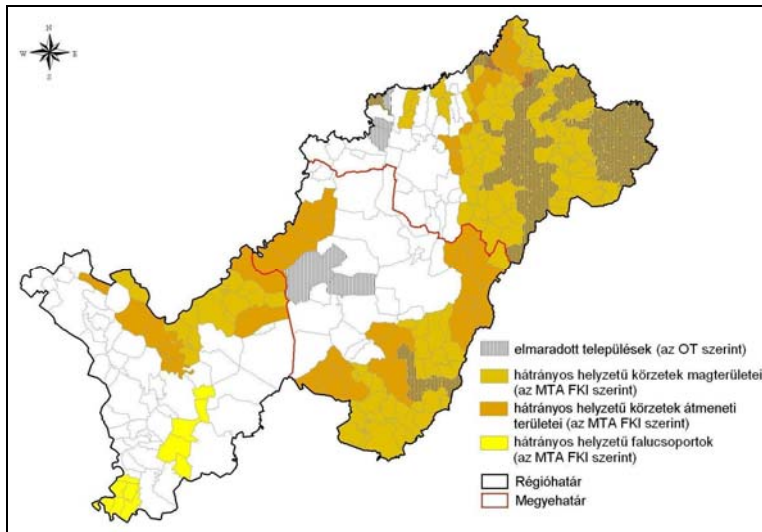 N
W E
S
elmaradott települések (az OT szerint)
hátrányos helyzetű körzetek magterületei
(az MTA FKI szerint)
hátrányos helyzetű körzetek átmeneti
területei (az MTA FKI szerint)
hátrányos helyzetű falucsoportok
(az MTA FKI szerint)
Régióhatár
Megyehatár